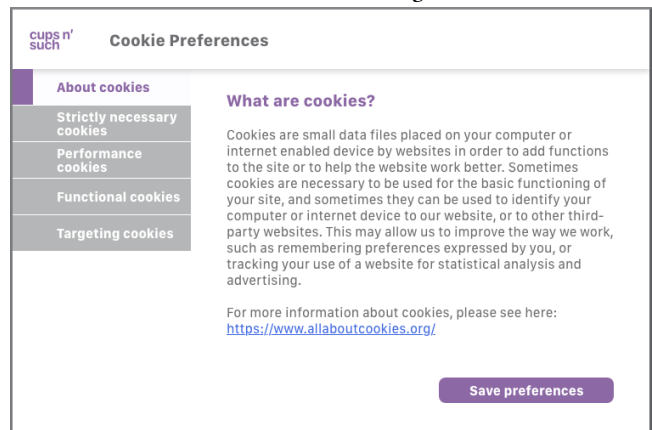 cups n'
such
Cookie Preferences
About cookies
Strictly necessary
cookies
Performance
cookies
Functional cookies
Targeting cookies
What are cookies?
Cookies are small data files placed on your computer or
internet enabled device by websites in order to add functions
to the site or to help the website work better. Sometimes
cookies are necessary to be used for the basic functioning of
your site, and sometimes they can be used to identify your
computer or internet device to our website, or to other third-
party websites. This may allow us to improve the way we work,
such as remembering preferences expressed by you, or
tracking your use of a website for statistical analysis and
advertising.
For more information about cookies, please see here:
https://www.allaboutcookies.org/
Save preferences